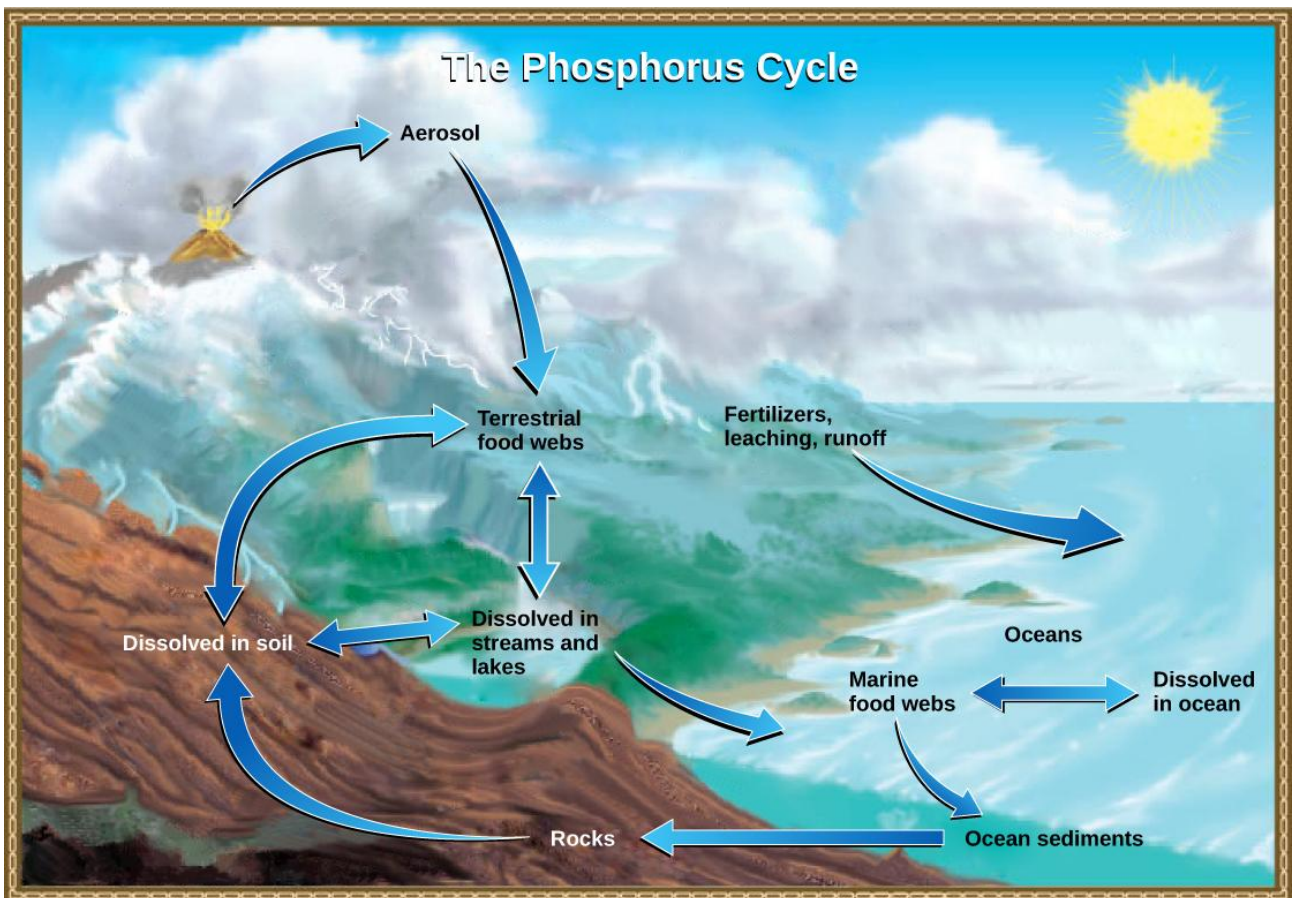 The Phosphorus Cycle
Aerosol
Terrestrial
food webs
Fertilizers,
leaching, runoff
Dissolved in soil
Dissolved in
streams and
lakes
Oceans
Marine
food webs
Dissolved
in ocean
Rocks
Ocean sediments